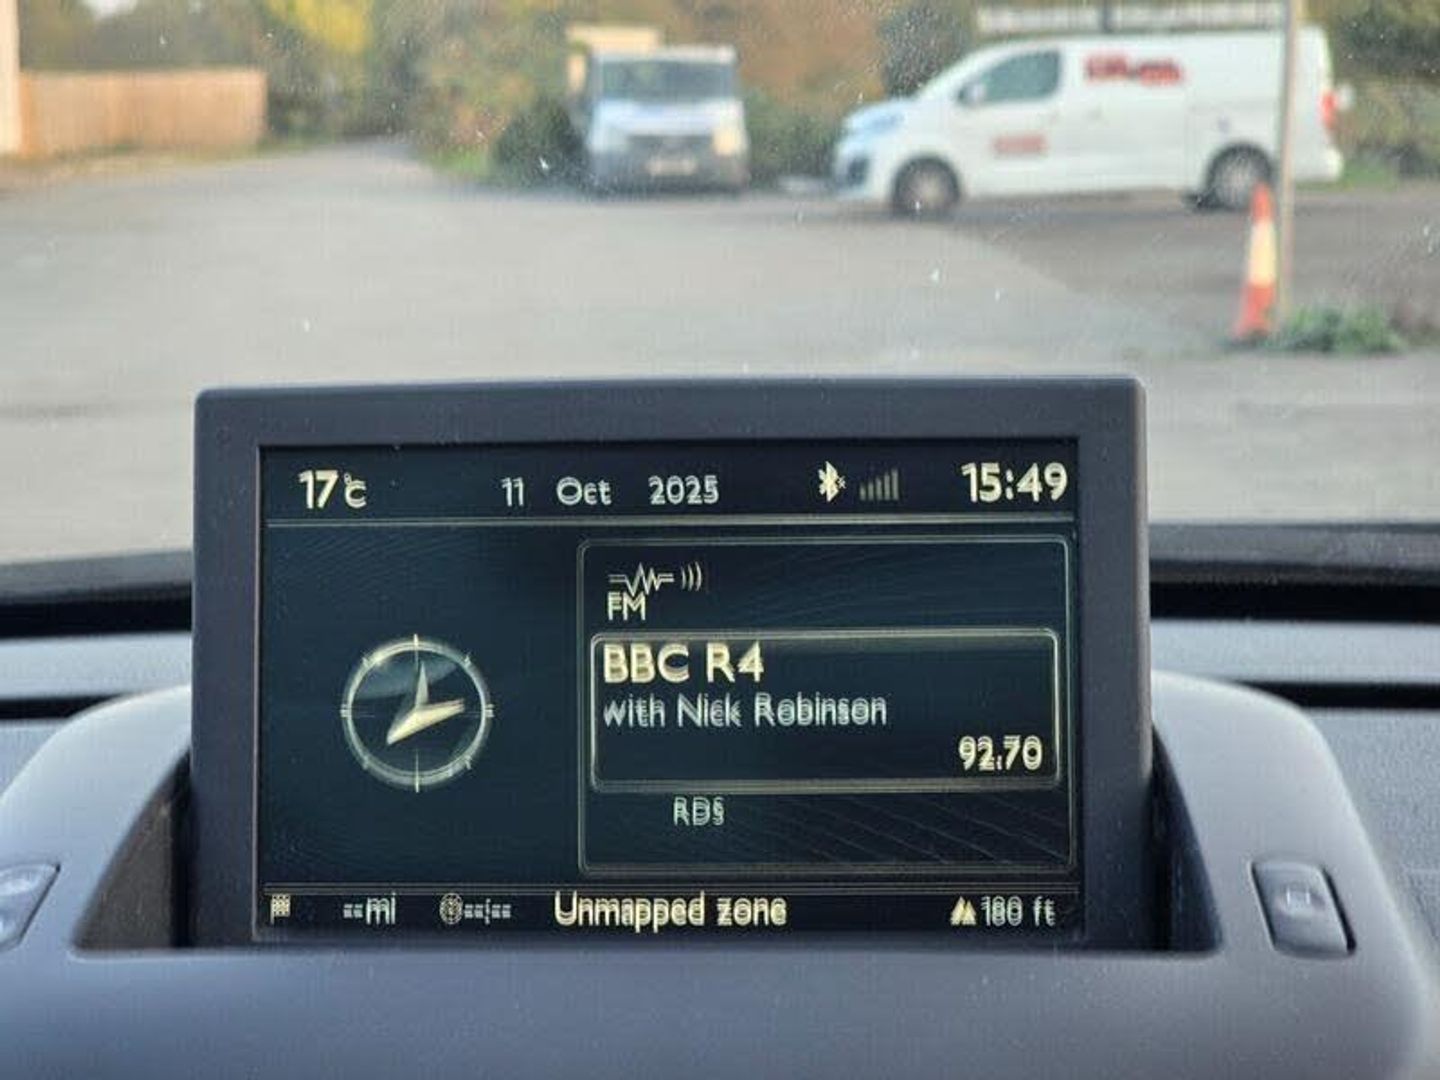 17°C 11 Oct 2025 15:49
FM
BBC R4
with Nick Robinson
92.70
RDS
--mi --/-- Unmapped zone 180 ft